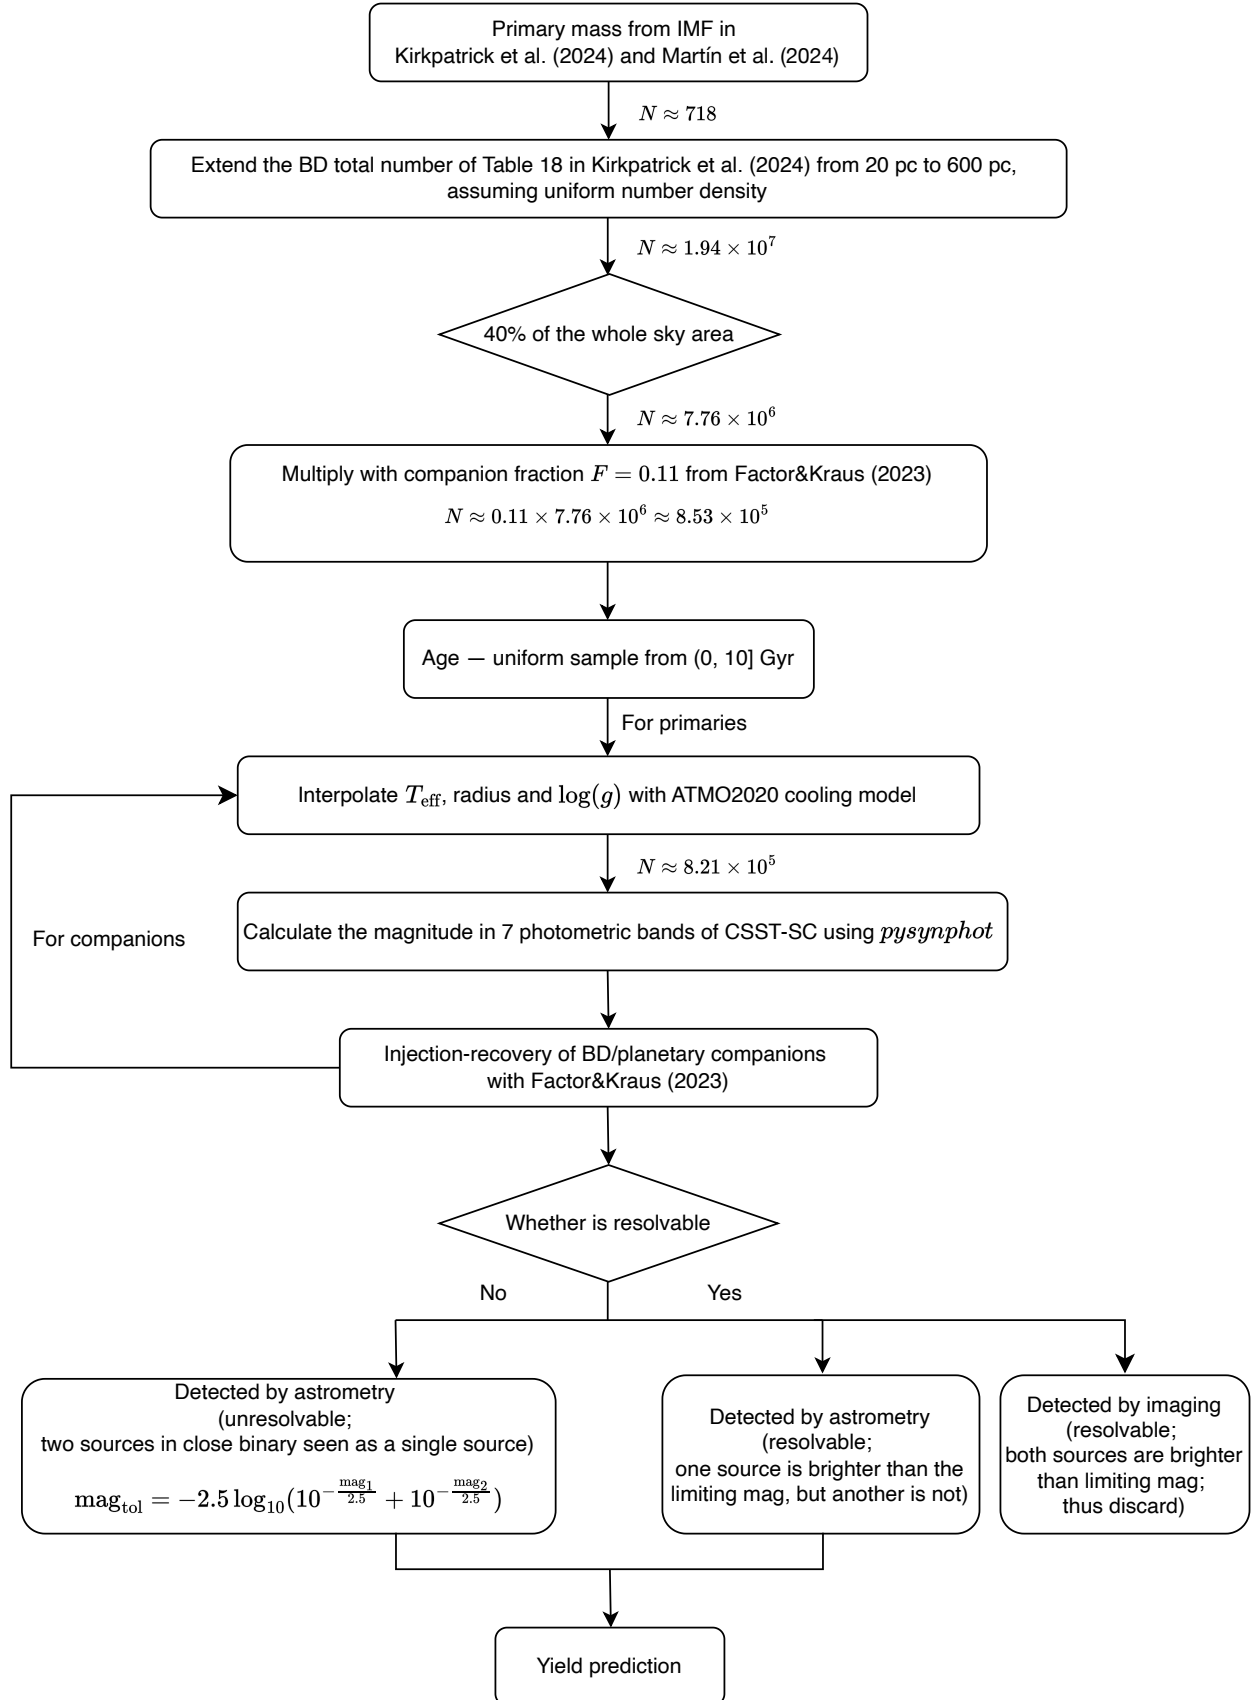 Primary mass from IMF in
Kirkpatrick et al. (2024) and Martín et al. (2024)
N ≈ 718
Extend the BD total number of Table 18 in Kirkpatrick et al. (2024) from 20 pc to 600 pc,
assuming uniform number density
N ≈ 1.94 × 10^7
40% of the whole sky area
N ≈ 7.76 × 10^6
Multiply with companion fraction F = 0.11 from Factor&Kraus (2023)
N ≈ 0.11 × 7.76 × 10^6 ≈ 8.53 × 10^5
Age — uniform sample from (0, 10] Gyr
For primaries
Interpolate T_eff, radius and log(g) with ATMO2020 cooling model
N ≈ 8.21 × 10^5
Calculate the magnitude in 7 photometric bands of CSST-SC using pysynphot
For companions
Injection-recovery of BD/planetary companions
with Factor&Kraus (2023)
Whether is resolvable
No
Yes
Detected by astrometry
(unresolvable;
two sources in close binary seen as a single source)
mag_tol = −2.5 log_10(10^{−mag_1/2.5} + 10^{−mag_2/2.5})
Detected by astrometry
(resolvable;
one source is brighter than the
limiting mag, but another is not)
Detected by imaging
(resolvable;
both sources are brighter
than limiting mag;
thus discard)
Yield prediction